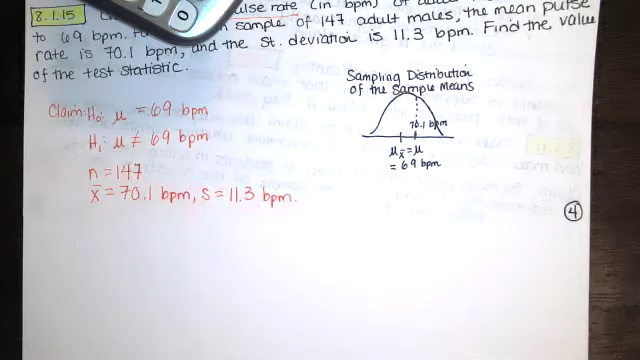 8.1.15
pulse rate (in bpm) of
sample of 147 adult males, the mean pulse
to 69 bpm.
rate is 70.1 bpm, and the st. deviation is 11.3 bpm. Find the value
of the test statistic.
Sampling Distribution
of the Sample Means
Claim H₀: μ = 69 bpm
H₁: μ ≠ 69 bpm
70.1 bpm
μx̄ = μ
= 69 bpm
n = 147
x̄ = 70.1 bpm, s = 11.3 bpm.
4